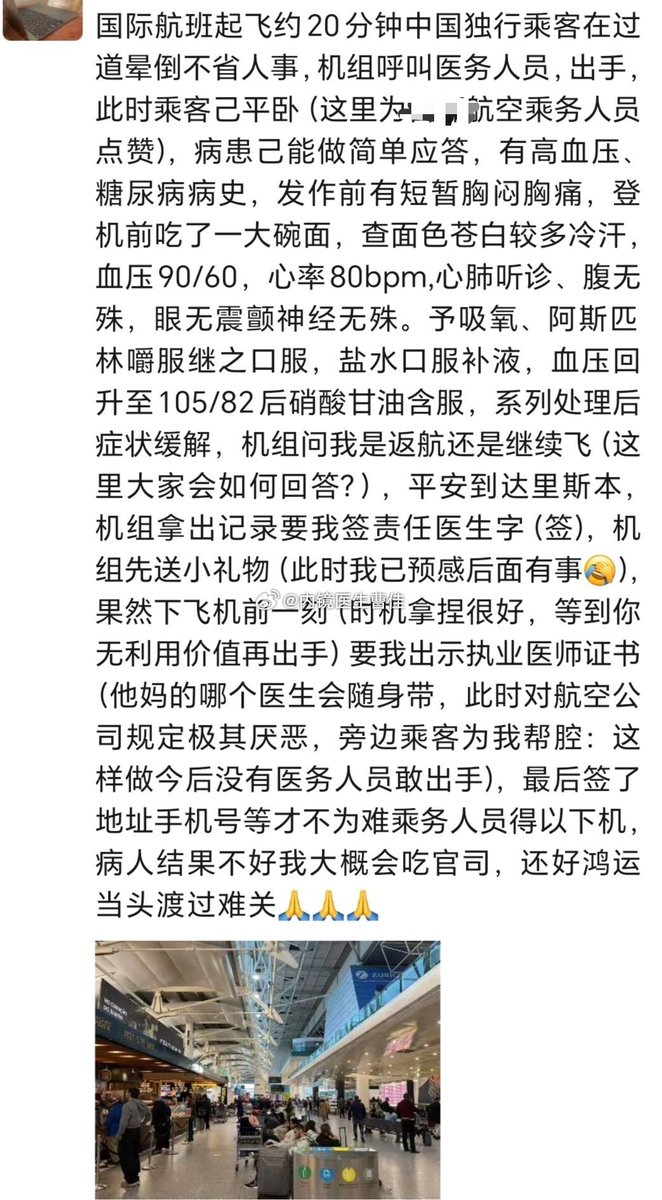 国际航班起飞约20分钟中国独行乘客在过
道晕倒不省人事,机组呼叫医务人员,出手,
此时乘客己平卧(这里为航空乘务人员
点赞),病患己能做简单应答,有高血压、
糖尿病病史,发作前有短暂胸闷胸痛,登
机前吃了一大碗面,查面色苍白较多冷汗,
血压90/60,心率80bpm,心肺听诊、腹无
殊,眼无震颤神经无殊。予吸氧、阿斯匹
林嚼服继之口服,盐水口服补液,血压回
升至105/82后硝酸甘油含服,系列处理后
症状缓解,机组问我是返航还是继续飞(这
里大家会如何回答?),平安到达里斯本,
机组拿出记录要我签责任医生字(签),机
组先送小礼物(此时我已预感后面有事🤣),
@内镜医生曹佳
果然下飞机前一刻(时机拿捏很好,等到你
无利用价值再出手)要我出示执业医师证书
(他妈的哪个医生会随身带,此时对航空公
司规定极其厌恶,旁边乘客为我帮腔：这
样做今后没有医务人员敢出手),最后签了
地址手机号等才不为难乘务人员得以下机,
病人结果不好我大概会吃官司,还好鸿运
当头渡过难关🙏🙏🙏
ZURICH